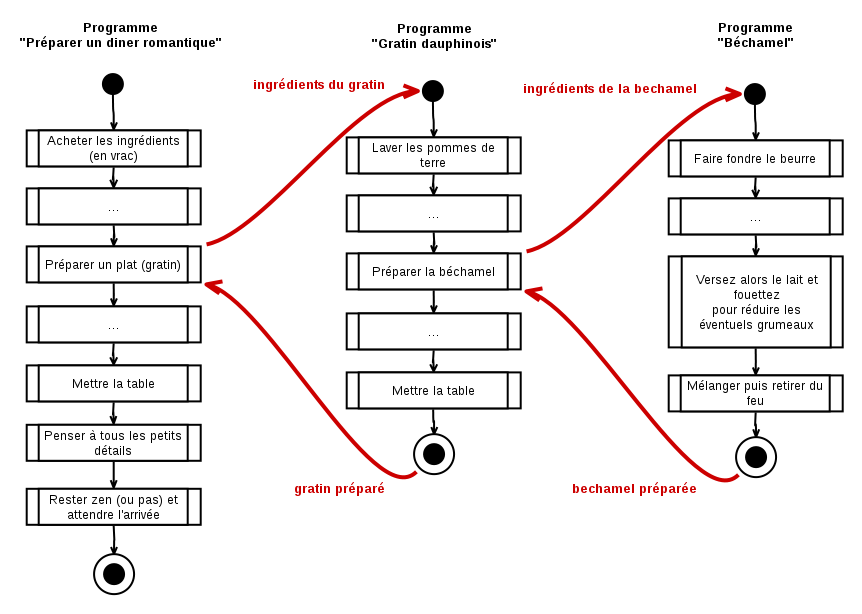 Programme
"Préparer un diner romantique"
Acheter les ingrédients
(en vrac)
...
Préparer un plat (gratin)
...
Mettre la table
Penser à tous les petits
détails
Rester zen (ou pas) et
attendre l'arrivée
ingrédients du gratin
gratin préparé
Programme
"Gratin dauphinois"
Laver les pommes de
terre
...
Préparer la béchamel
...
Mettre la table
ingrédients de la bechamel
bechamel préparée
Programme
"Béchamel"
Faire fondre le beurre
...
Versez alors le lait et
fouettez
pour réduire les
éventuels grumeaux
Mélanger puis retirer du
feu